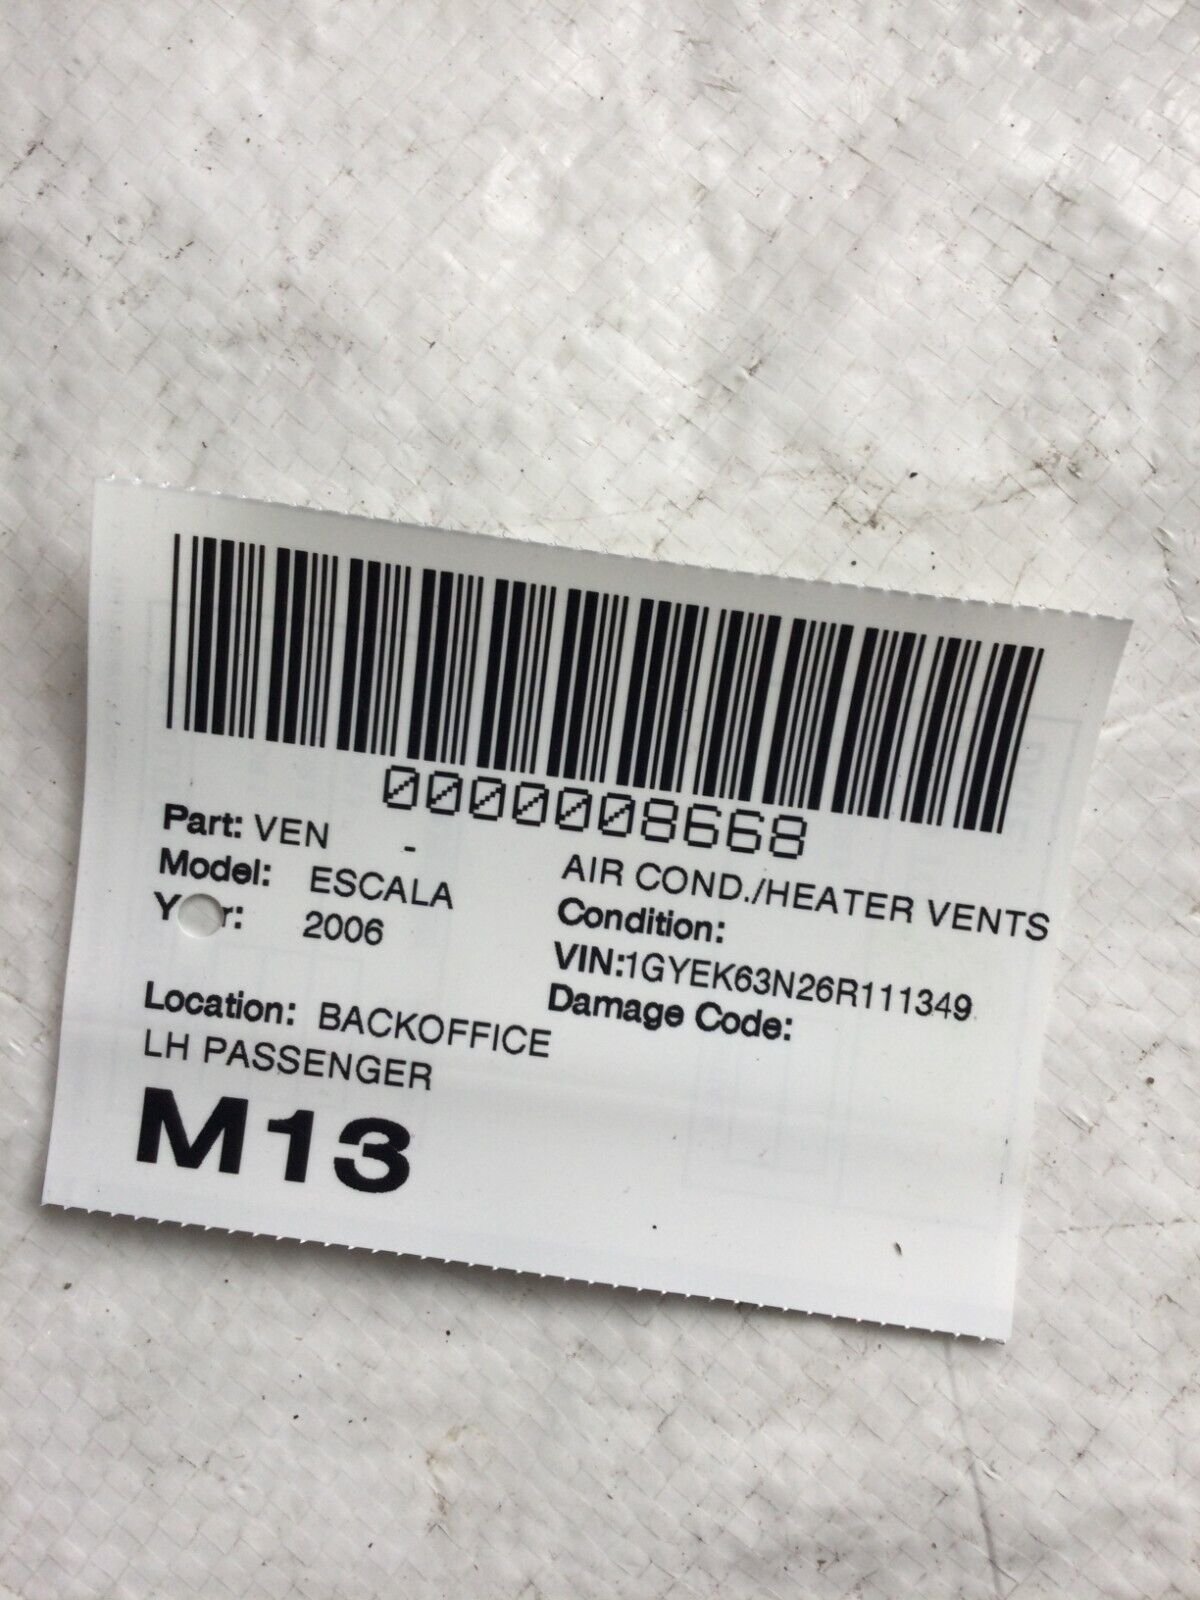 0000008668
Part: VEN - AIR COND./HEATER VENTS
Model: ESCALA Condition:
2006 VIN:1GYEK63N26R111349
Location: BACKOFFICE Damage Code:
LH PASSENGER
M13